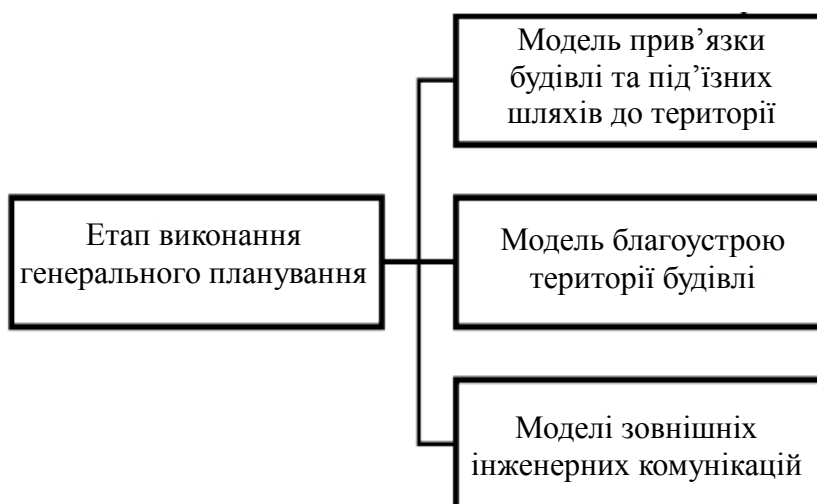 Модель прив’язки
будівлі та під’їзних
шляхів до території
Етап виконання
генерального планування
Модель благоустрою
території будівлі
Моделі зовнішніх
інженерних комунікацій